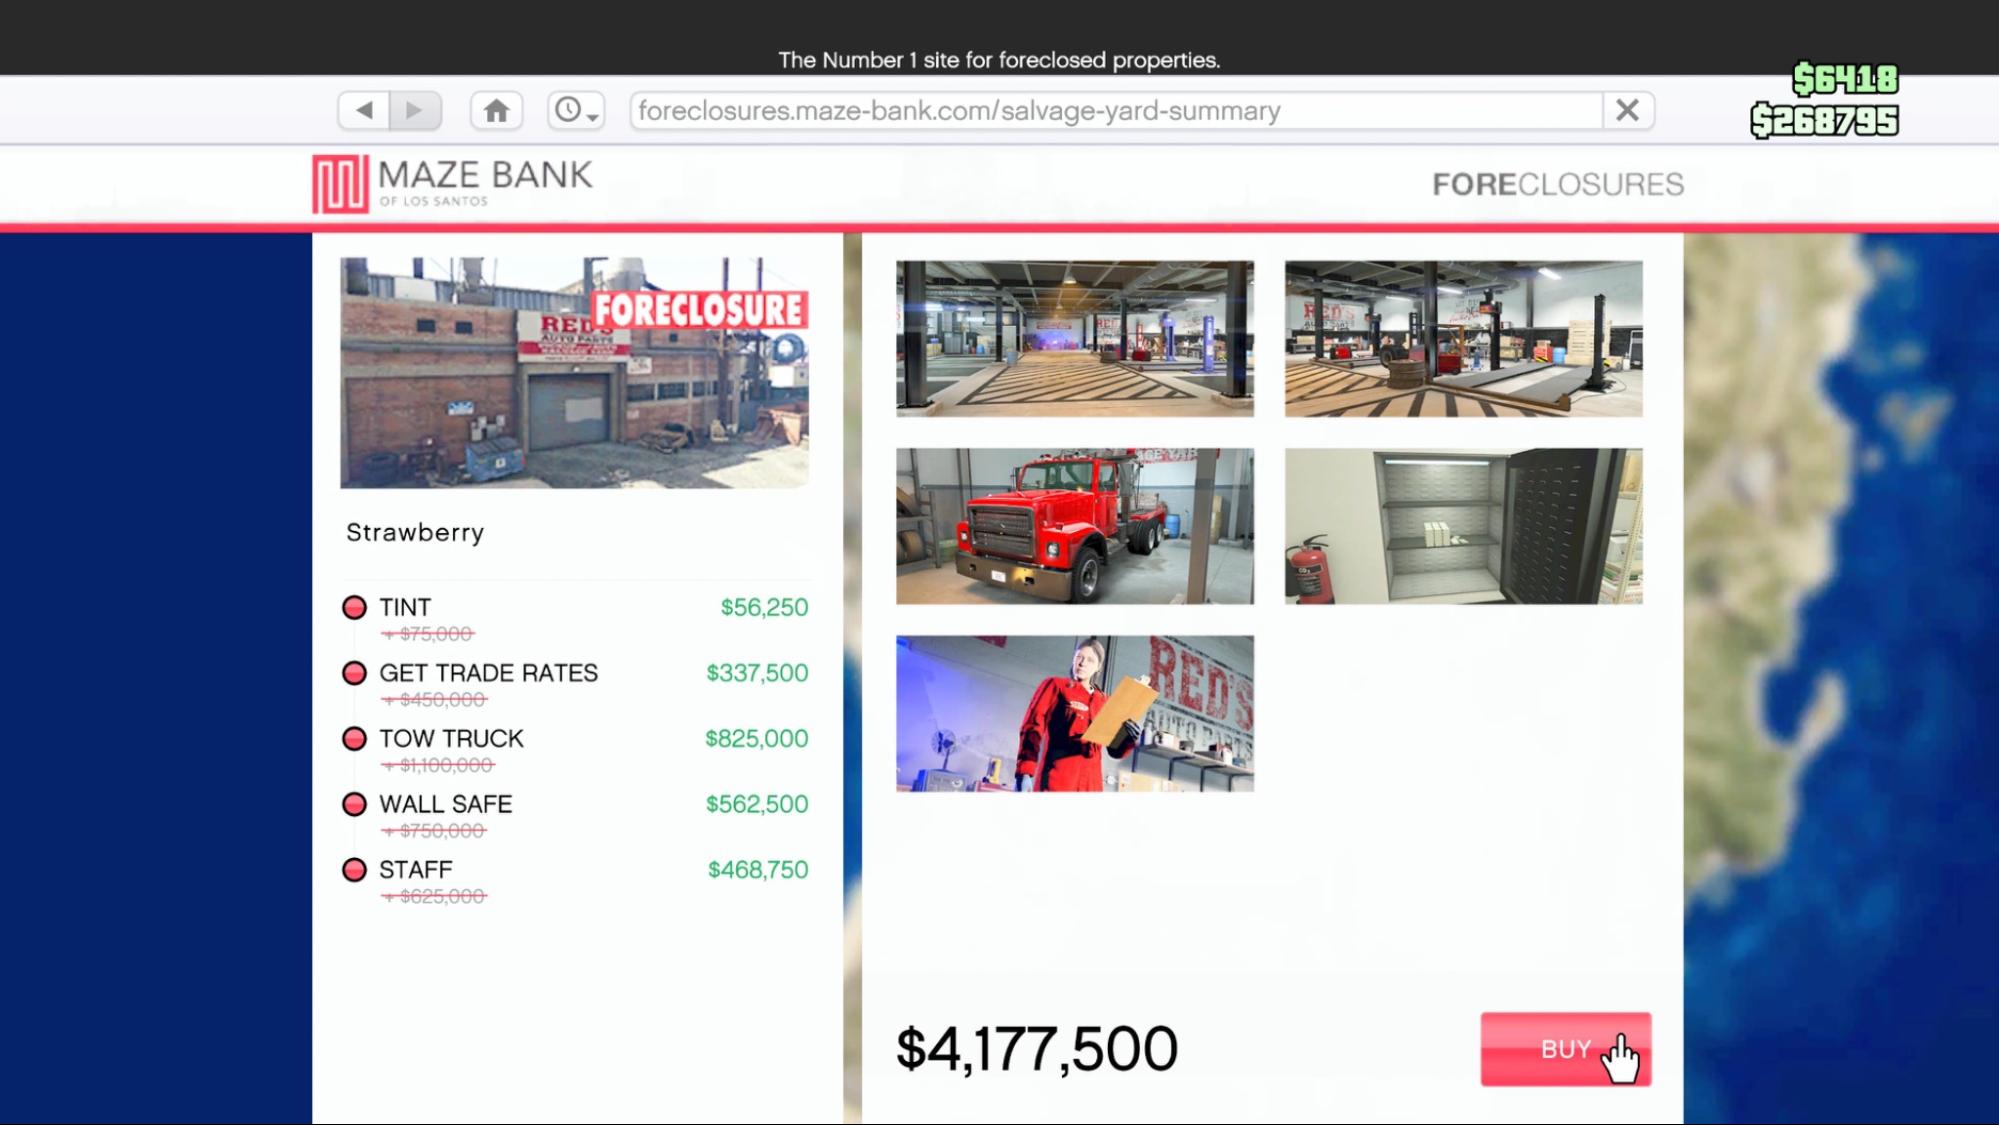 The Number 1 site for foreclosed properties.
$6418
foreclosures.maze-bank.com/salvage-yard-summary
$268795
MAZE BANK
OF LOS SANTOS
FORECLOSURES
FORECLOSURE
RED'S
AUTO PARTS
RED'S
RED'S
Strawberry
TINT $56,250
+ $75,000
GET TRADE RATES $337,500
+ $450,000
TOW TRUCK $825,000
+ $1,100,000
WALL SAFE $562,500
+ $750,000
STAFF $468,750
+ $625,000
RED'S
AUTO
$4,177,500
BUY